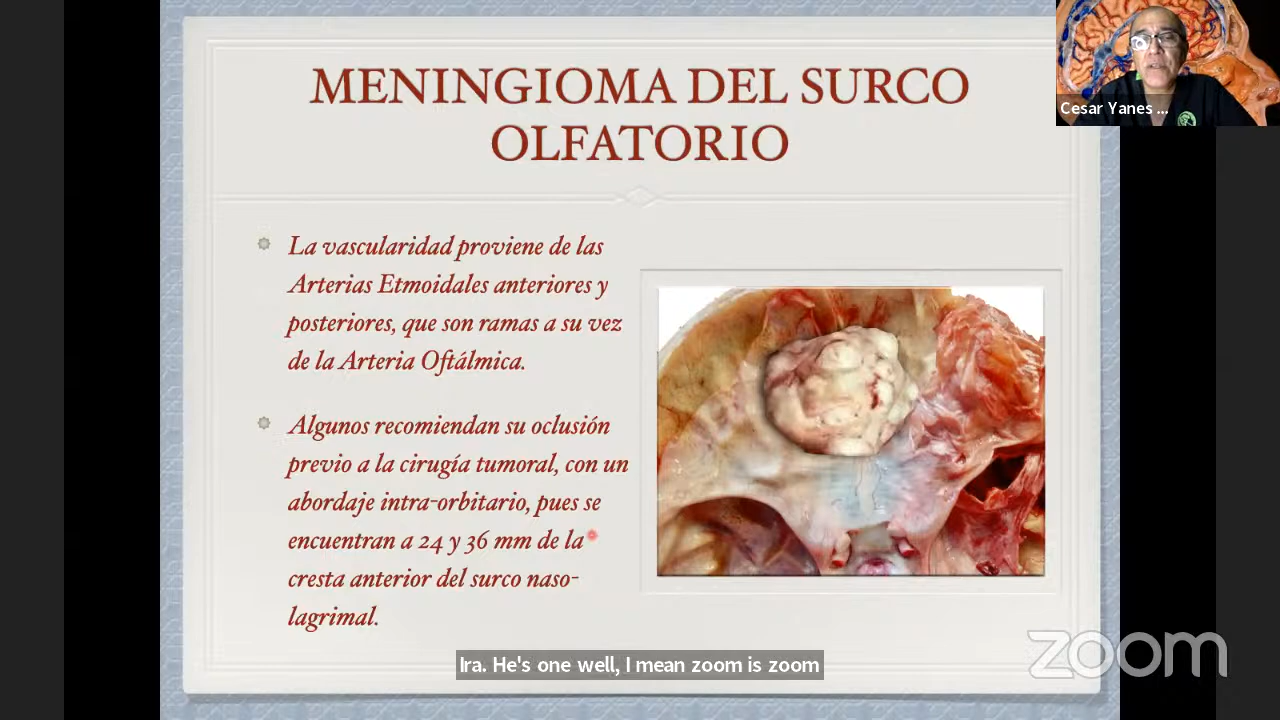 MENINGIOMA DEL SURCO
OLFATORIO
Cesar Yanes ...
La vascularidad proviene de las
Arterias Etmoidales anteriores y
posteriores, que son ramas a su vez
de la Arteria Oftálmica.
Algunos recomiendan su oclusión
previo a la cirugía tumoral, con un
abordaje intra-orbitario, pues se
encuentran a 24 y 36 mm de la
cresta anterior del surco naso-
lagrimal.
Ira. He's one well, I mean zoom is zoom
zoom